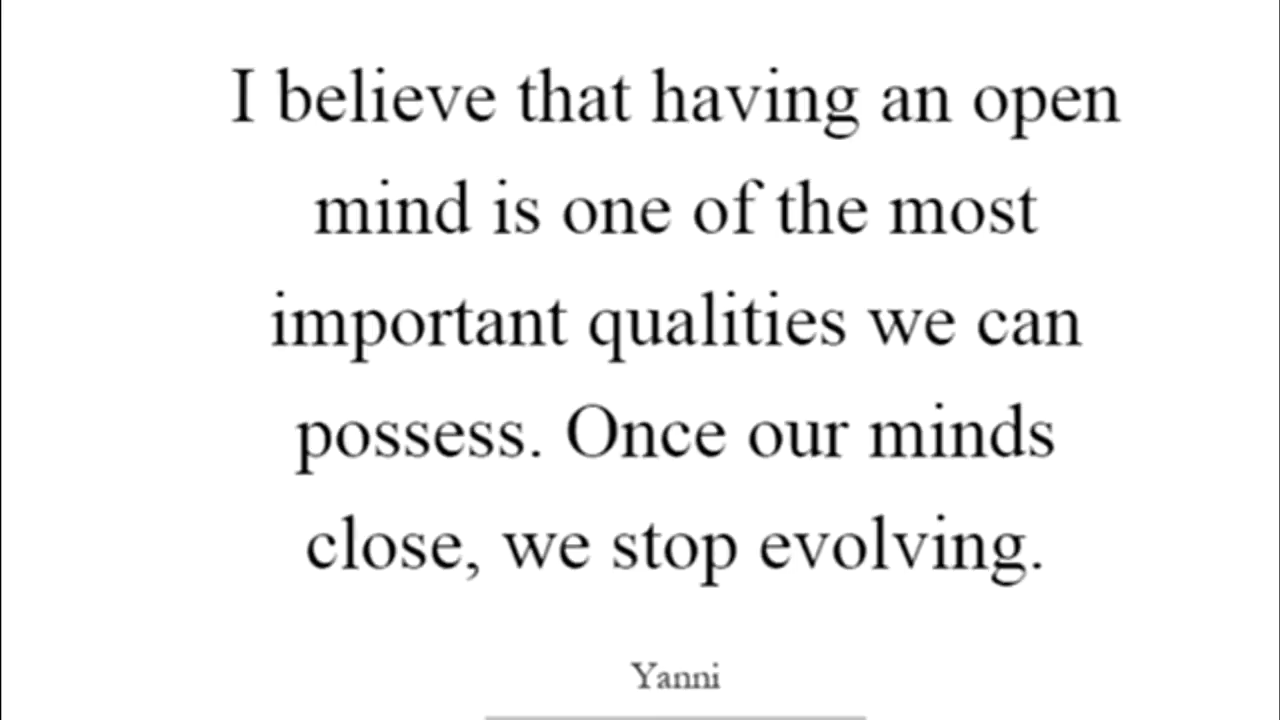 I believe that having an open
mind is one of the most
important qualities we can
possess. Once our minds
close, we stop evolving.
Yanni